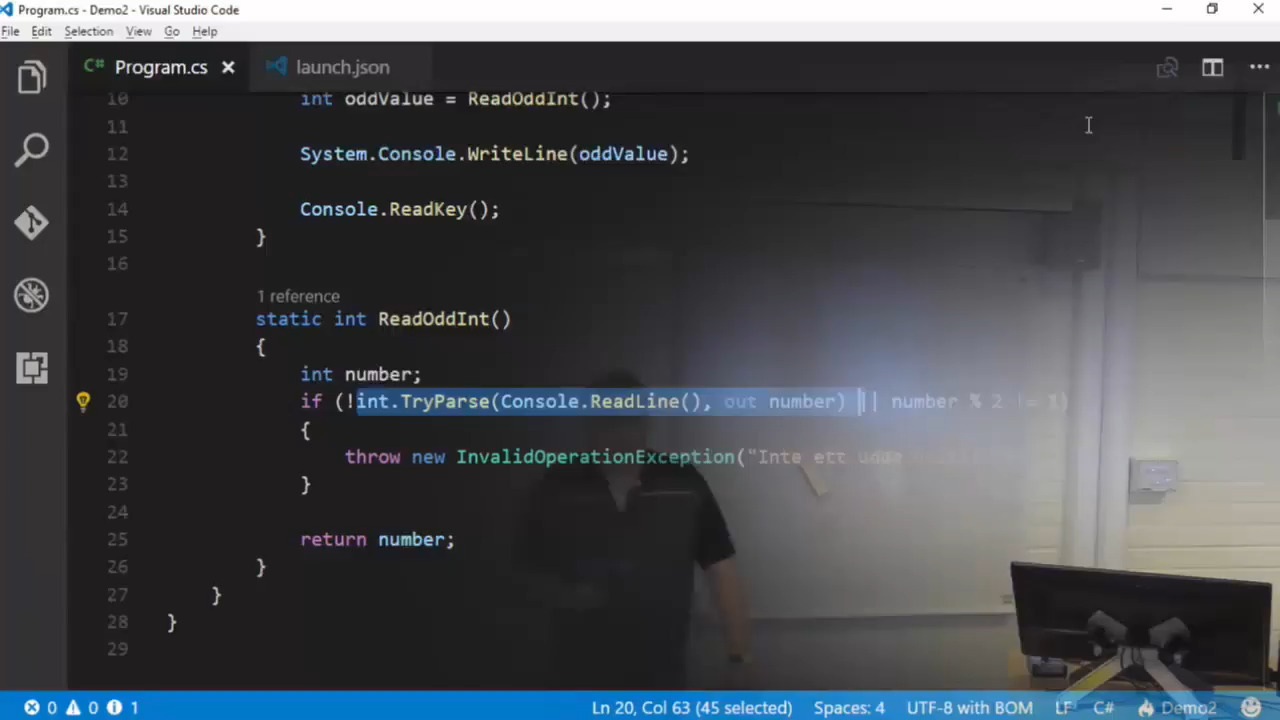 Program.cs - Demo2 - Visual Studio Code
File Edit Selection View Go Help
C# Program.cs × launch.json
10 int oddValue = ReadOddInt();
11
12 System.Console.WriteLine(oddValue);
13
14 Console.ReadKey();
15 }
16
1 reference
17 static int ReadOddInt()
18 {
19 int number;
20 if (!int.TryParse(Console.ReadLine(), out number) || number % 2 != 1)
21 {
22 throw new InvalidOperationException("Inte ett udda
23 }
24
25 return number;
26 }
27 }
28 }
29
0 0 1 Ln 20, Col 63 (45 selected) Spaces: 4 UTF-8 with BOM LF C# Demo2